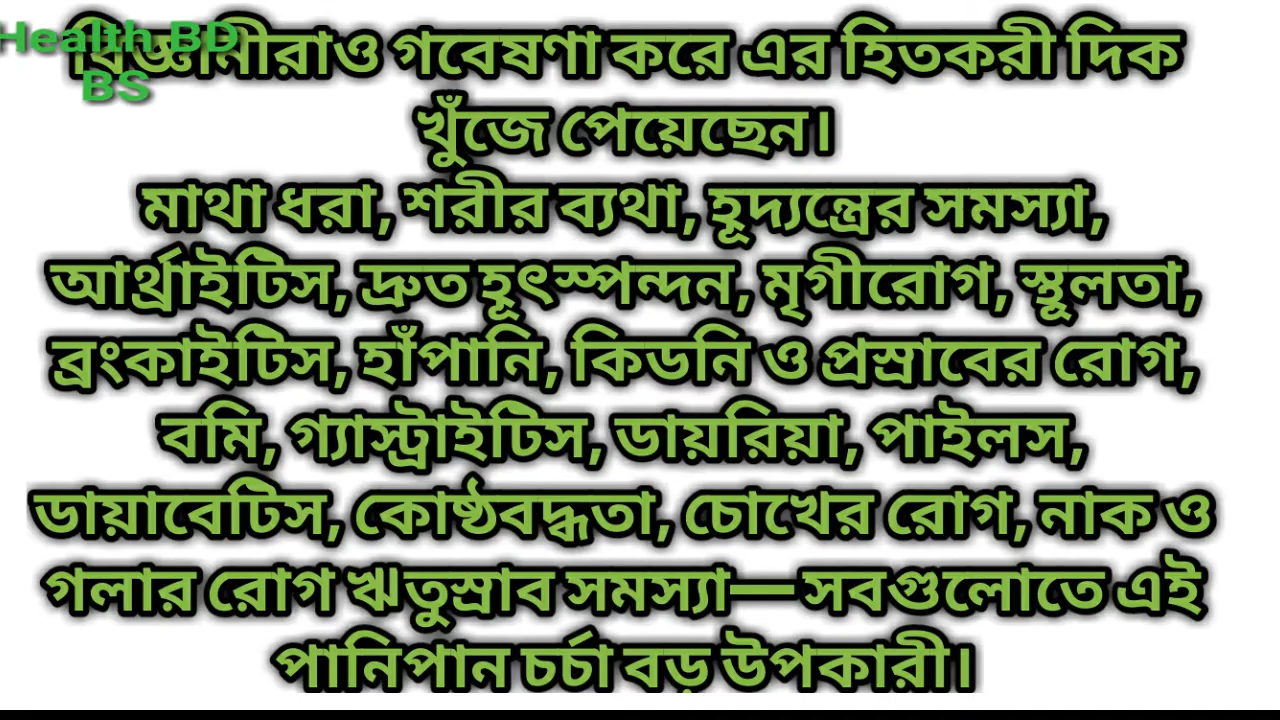 Health BD
BS
বিজ্ঞানীরাও গবেষণা করে এর হিতকরী দিক
খুঁজে পেয়েছেন।
মাথা ধরা, শরীর ব্যথা, হূদ্যন্ত্রের সমস্যা,
আর্থ্রাইটিস, দ্রুত হূৎস্পন্দন, মৃগীরোগ, স্থূলতা,
ব্রংকাইটিস, হাঁপানি, কিডনি ও প্রস্রাবের রোগ,
বমি, গ্যাস্ট্রাইটিস, ডায়রিয়া, পাইলস,
ডায়াবেটিস, কোষ্ঠবদ্ধতা, চোখের রোগ, নাক ও
গলার রোগ ঋতুস্রাব সমস্যা—সবগুলোতে এই
পানিপান চর্চা বড় উপকারী।